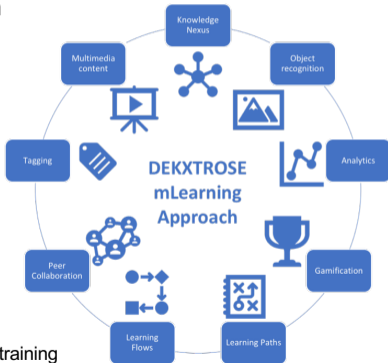 Knowledge
Nexus
Multimedia
content
Object
recognition
Tagging
DEKXTROSE
mLearning
Approach
Analytics
Peer
Collaboration
Gamification
Learning
Flows
Learning Paths
training